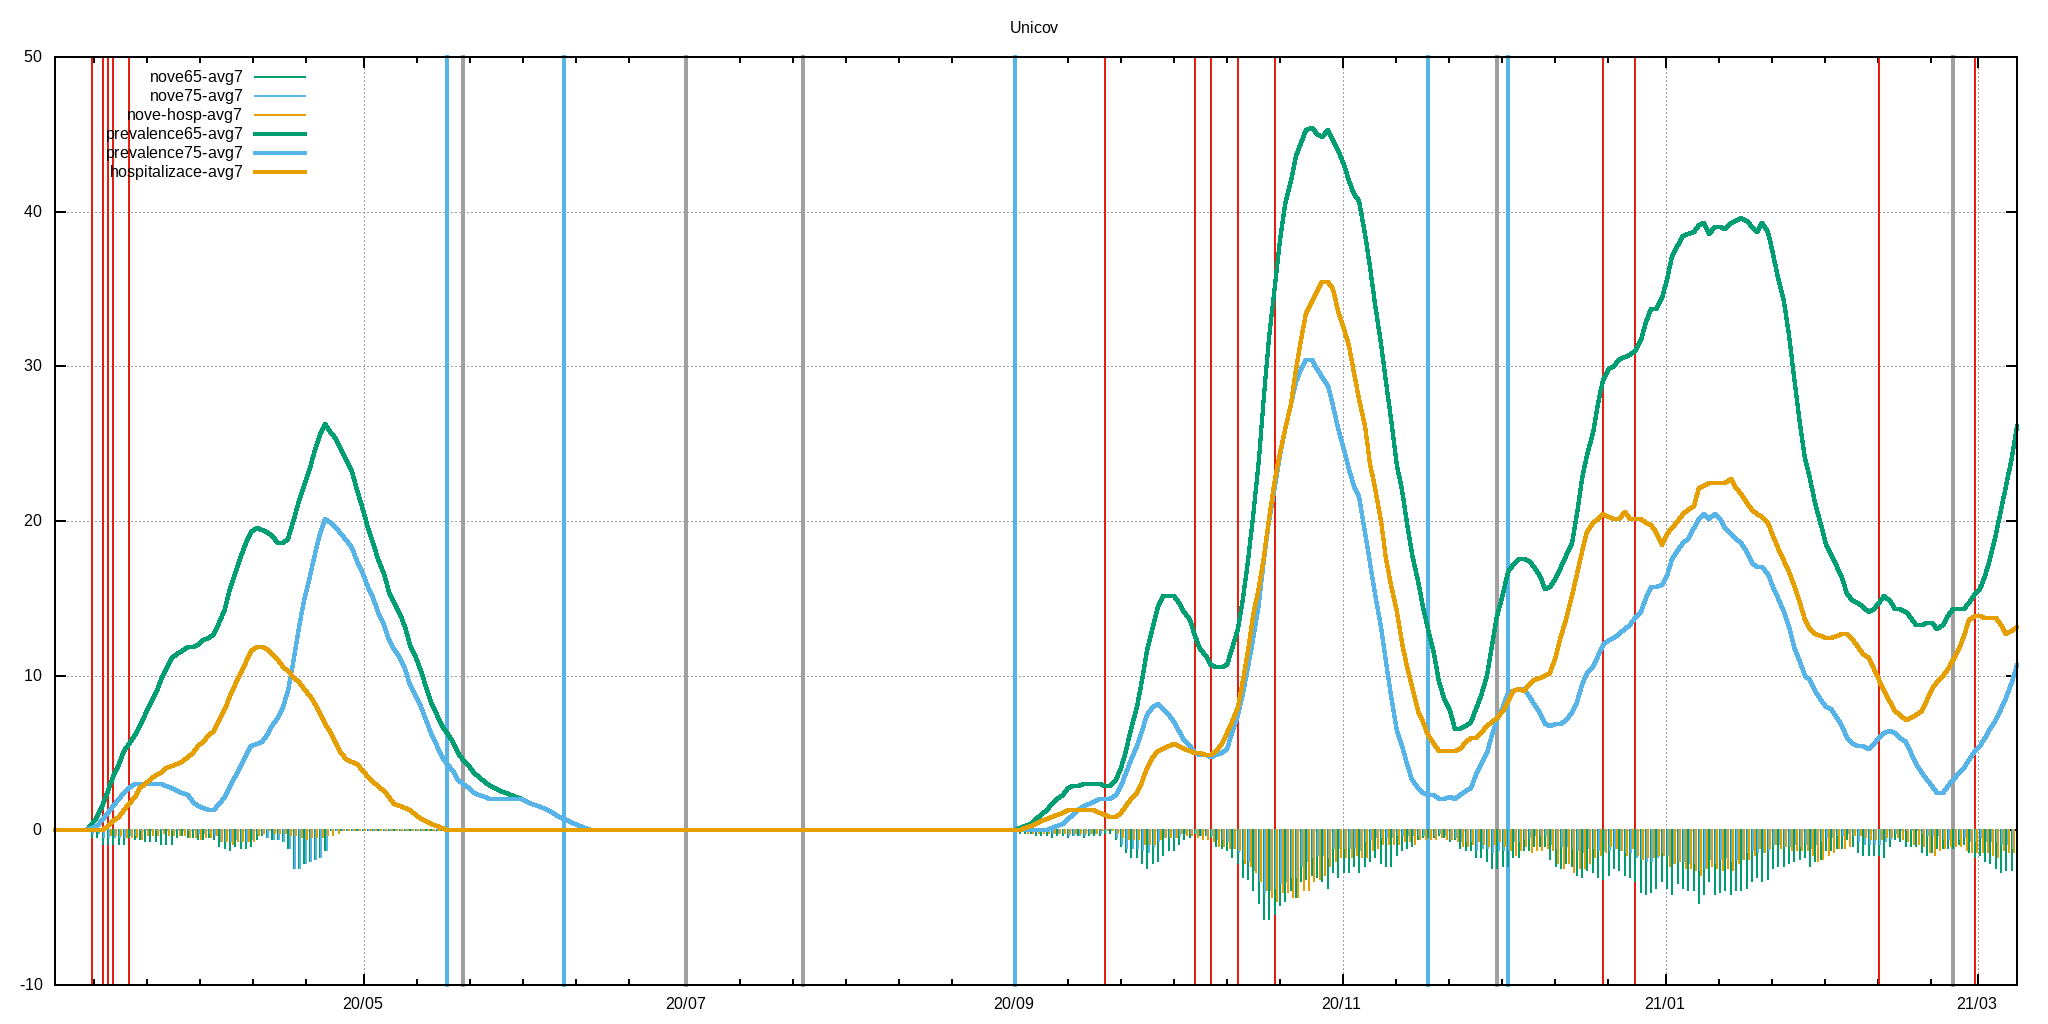 Unicov
50
nove65-avg7
nove75-avg7
nove-hosp-avg7
prevalence65-avg7
prevalence75-avg7
hospitalizace-avg7
40
30
20
10
0
-10
20/05
20/07
20/09
20/11
21/01
21/03